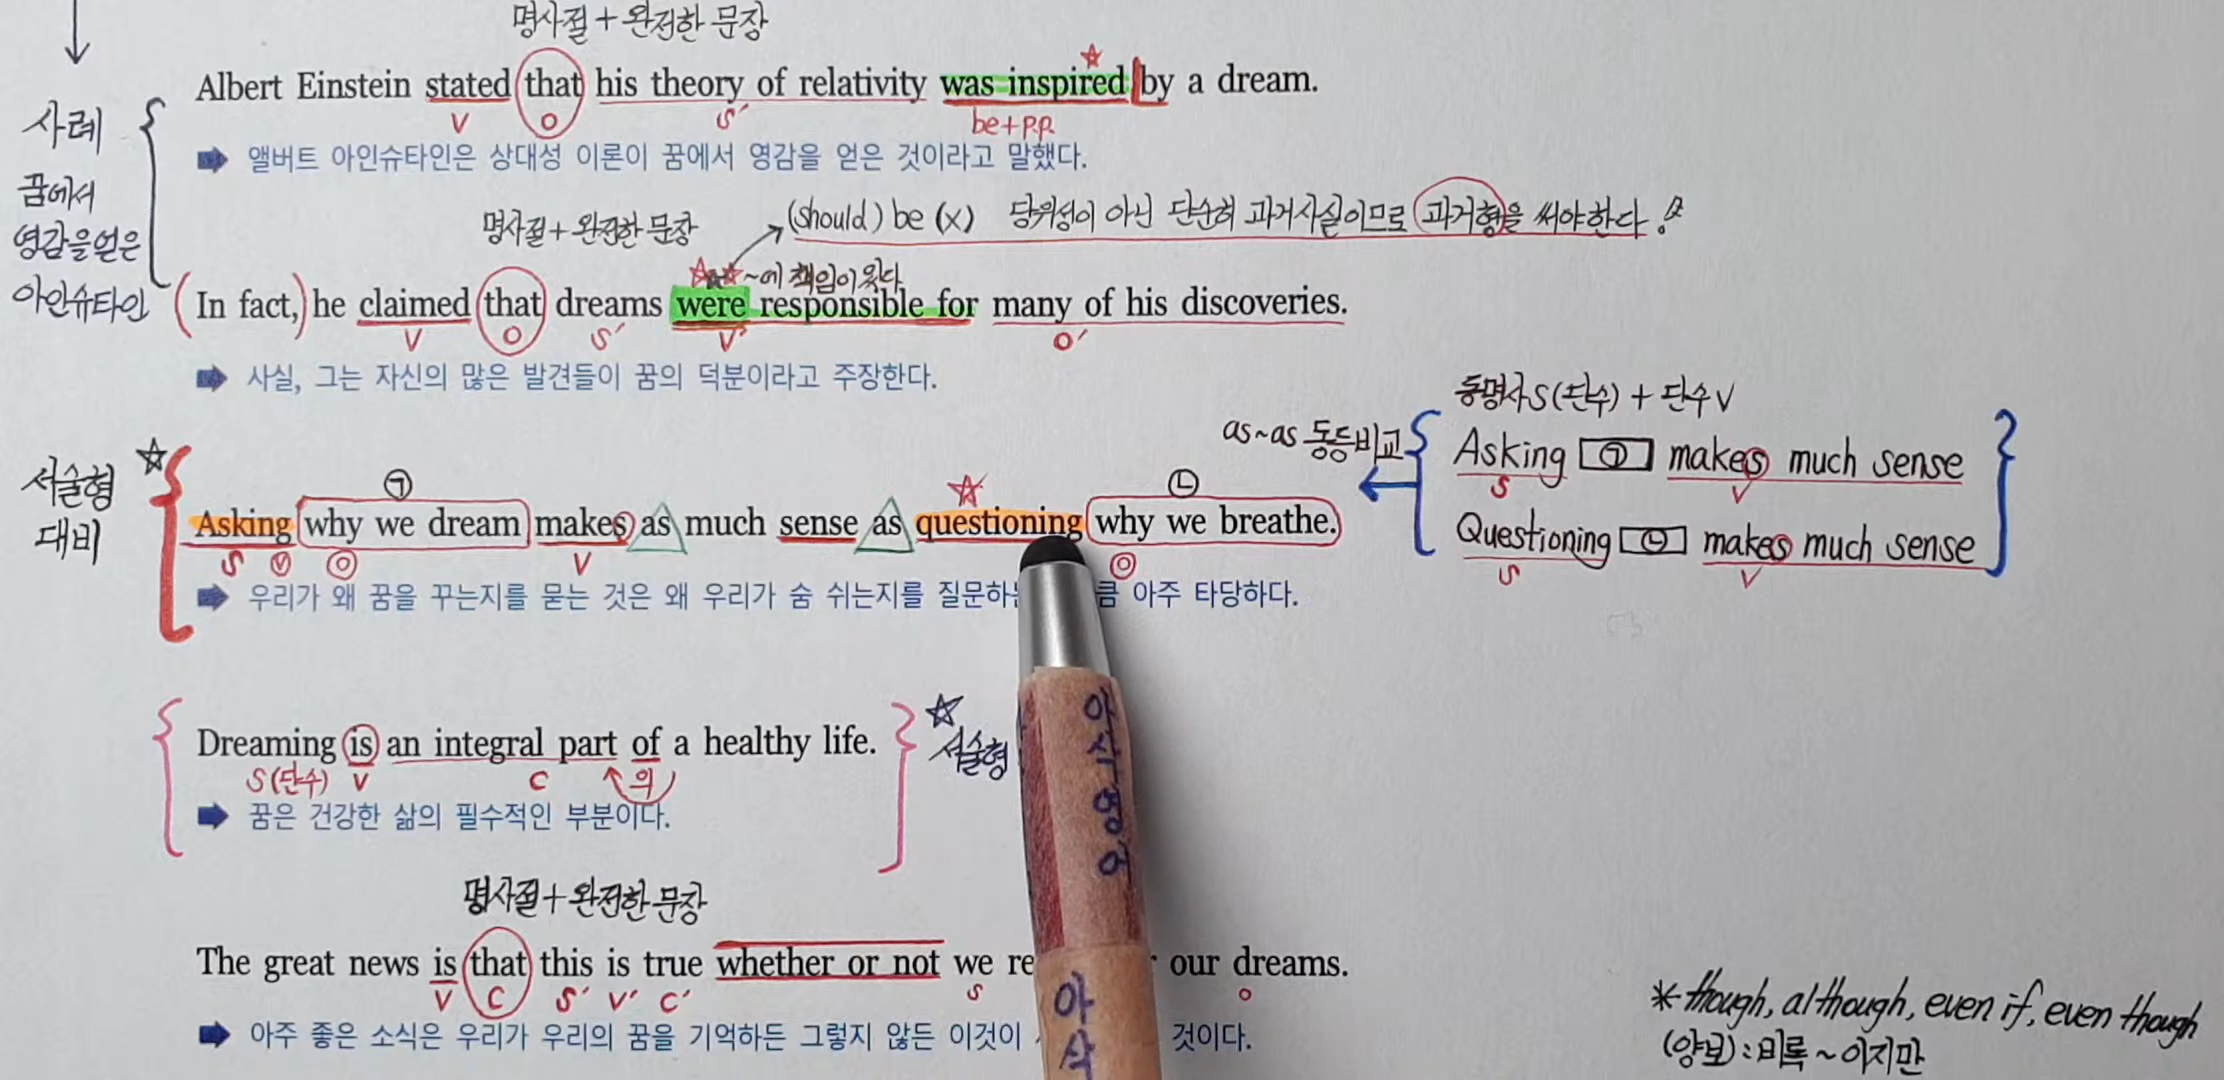 명사절+완전한 문장
Albert Einstein stated that his theory of relativity was inspired by a dream.
V O S' be+p.p.
➡ 앨버트 아인슈타인은 상대성 이론이 꿈에서 영감을 얻은 것이라고 말했다.
사례
꿈에서
영감을 얻은
아인슈타인
명사절+완전한 문장
(should) be (x) 당위성이 아닌 단순히 과거사실이므로 과거형을 써야한다!
~에 책임이 있다
(In fact,) he claimed that dreams were responsible for many of his discoveries.
V O S' V' O'
➡ 사실, 그는 자신의 많은 발견들이 꿈의 덕분이라고 주장한다.
서술형
대비
as~as 동등비교
동명사S(단수) + 단수V
Asking ㉠ makes much sense
S V
Questioning ㉡ makes much sense
S V
㉠ ㉡
Asking why we dream makes as much sense as questioning why we breathe.
S V O V O
➡ 우리가 왜 꿈을 꾸는지를 묻는 것은 왜 우리가 숨 쉬는지를 질문하는 큼 아주 타당하다.
Dreaming is an integral part of a healthy life.
S(단수) V C 의
서술형
➡ 꿈은 건강한 삶의 필수적인 부분이다.
명사절+완전한 문장
The great news is that this is true whether or not we re our dreams.
V C S' V' C' S O
➡ 아주 좋은 소식은 우리가 우리의 꿈을 기억하든 그렇지 않든 이것이 것이다.
*though, although, even if, even though
(양보): 비록 ~이지만
아식영어
아식